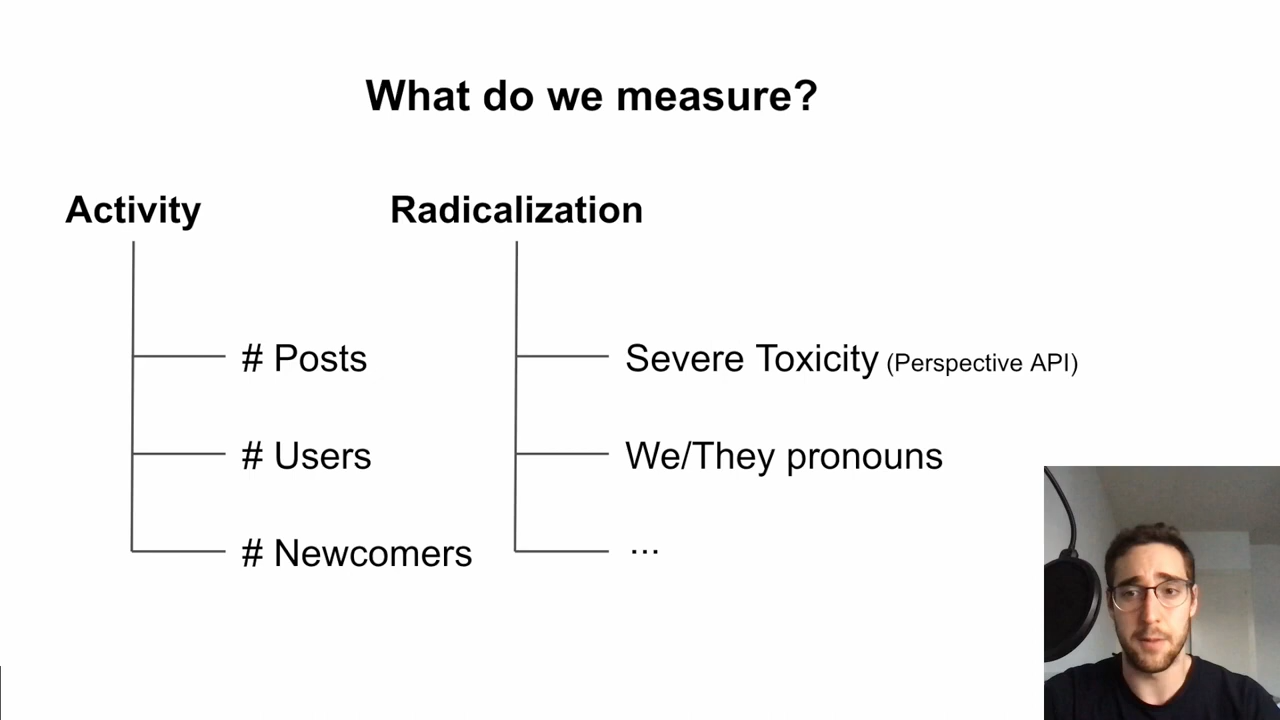 What do we measure?
Activity
Radicalization
# Posts
# Users
# Newcomers
Severe Toxicity (Perspective API)
We/They pronouns
...